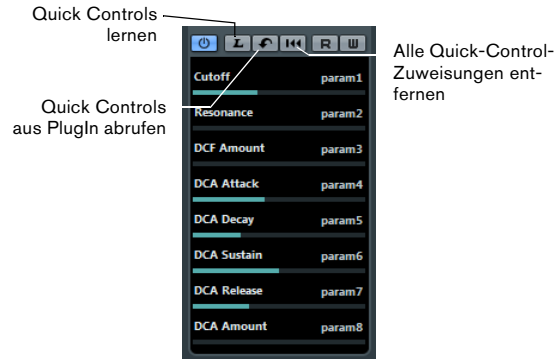 Quick Controls
lernen
Quick Controls
aus PlugIn abrufen
Alle Quick-Control-
Zuweisungen ent-
fernen
L R W
Cutoff param1
Resonance param2
DCF Amount param3
DCA Attack param4
DCA Decay param5
DCA Sustain param6
DCA Release param7
DCA Amount param8